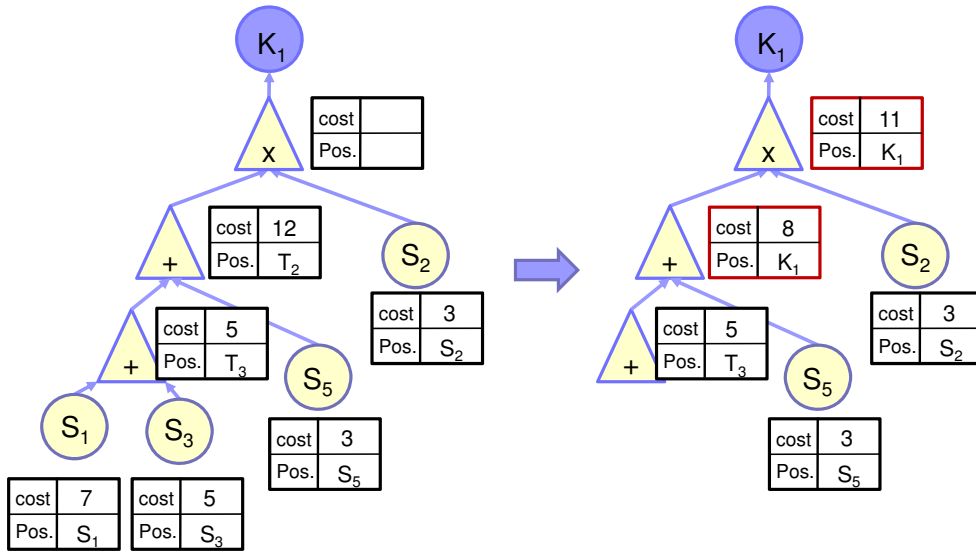 K₁
x
cost
Pos.
+
cost 12
Pos. T₂
S₂
cost 3
Pos. S₂
+
cost 5
Pos. T₃
S₅
S₁
S₃
cost 3
Pos. S₅
cost 7
Pos. S₁
cost 5
Pos. S₃
K₁
x
cost 11
Pos. K₁
+
cost 8
Pos. K₁
S₂
cost 3
Pos. S₂
+
cost 5
Pos. T₃
S₅
cost 3
Pos. S₅